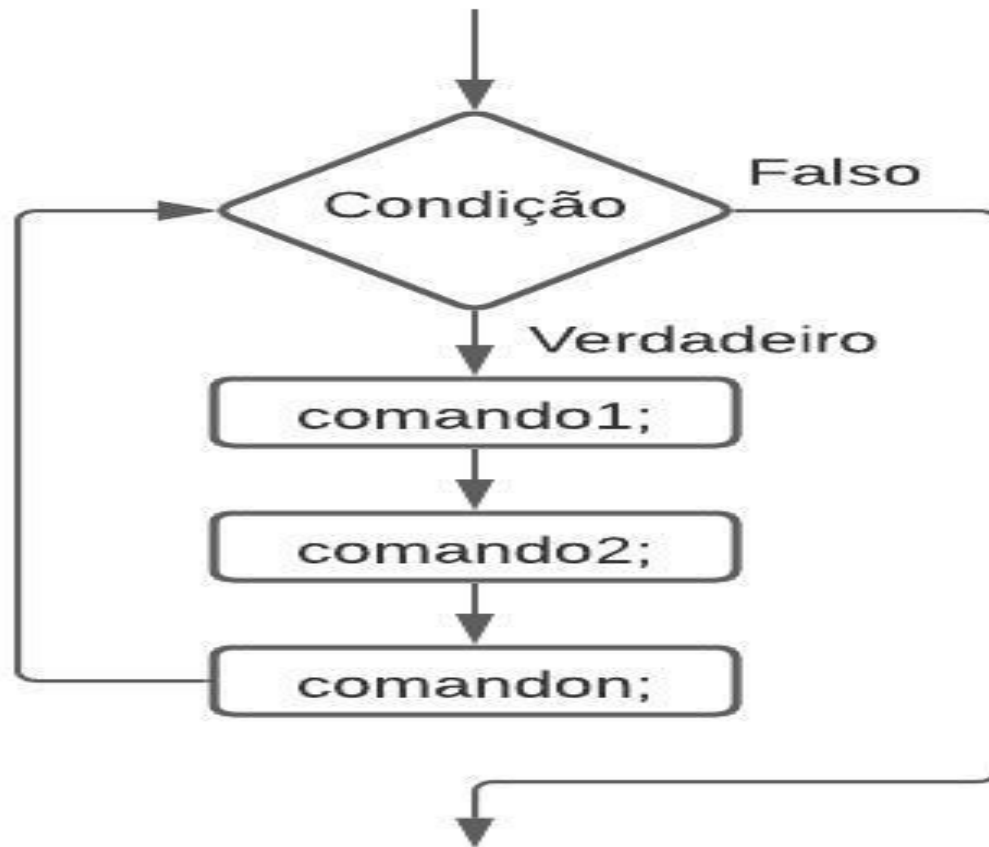 Condição
Falso
Verdadeiro
comando1;
comando2;
comandon;